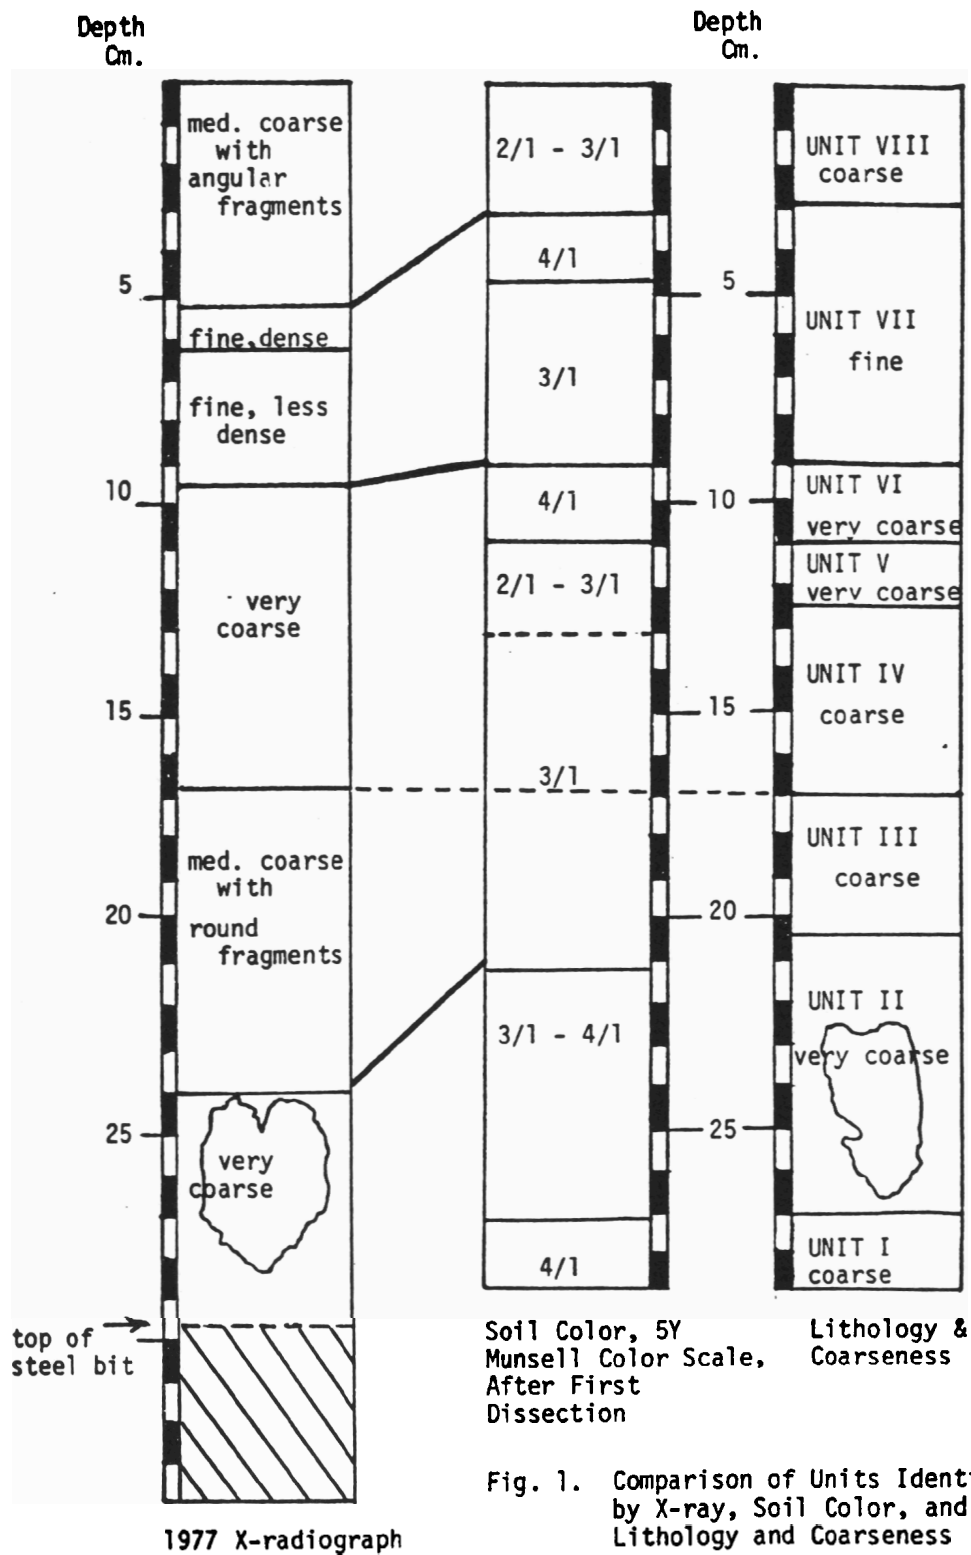 Depth
Cm.
Depth
Cm.
med. coarse
with
angular
fragments
5
fine, dense
fine, less
dense
10
very
coarse
15
med. coarse
with
20
round
fragments
25
very
coarse
top of
steel bit
1977 X-radiograph
2/1 - 3/1
4/1
3/1
4/1
2/1 - 3/1
3/1
3/1 - 4/1
4/1
5
10
15
20
25
Soil Color, 5Y
Munsell Color Scale,
After First
Dissection
UNIT VIII
coarse
UNIT VII
fine
UNIT VI
very coarse
UNIT V
very coarse
UNIT IV
coarse
UNIT III
coarse
UNIT II
very coarse
UNIT I
coarse
Lithology &
Coarseness
Fig. 1. Comparison of Units Identi
by X-ray, Soil Color, and
Lithology and Coarseness